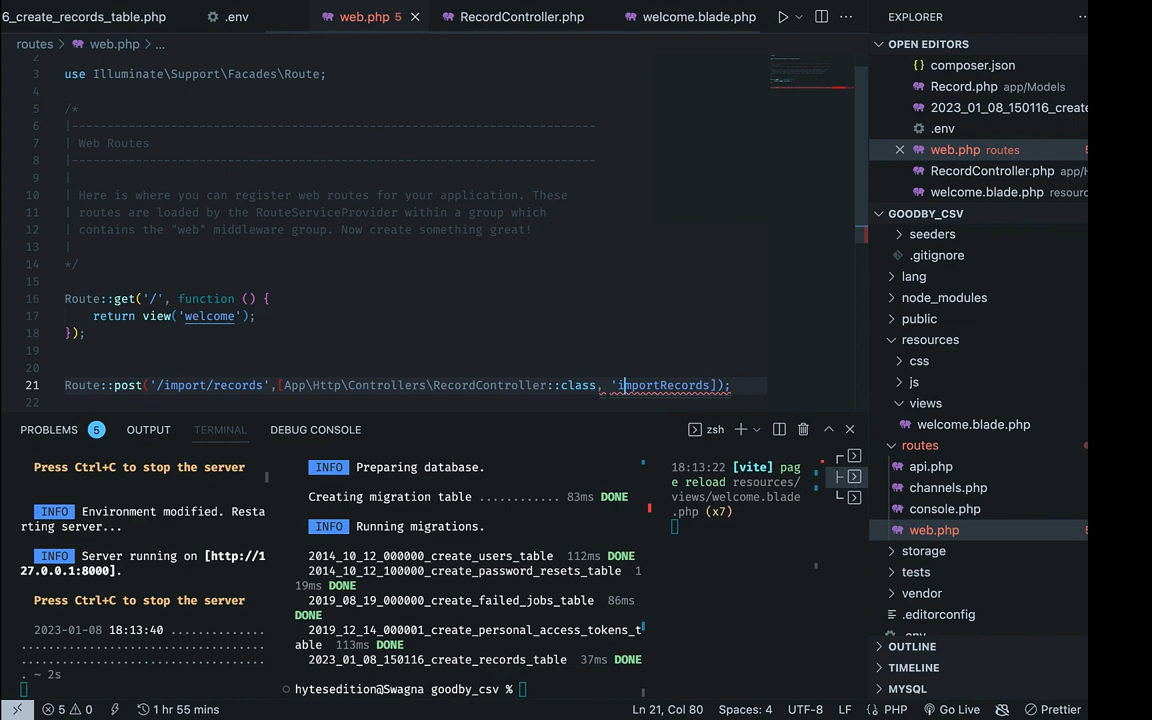 6_create_records_table.php .env web.php 5 RecordController.php welcome.blade.php
routes > web.php > ...
2
3 use Illuminate\Support\Facades\Route;
4
5 /*
6 |--------------------------------------------------------------------------
7 | Web Routes
8 |--------------------------------------------------------------------------
9 |
10 | Here is where you can register web routes for your application. These
11 | routes are loaded by the RouteServiceProvider within a group which
12 | contains the "web" middleware group. Now create something great!
13 |
14 */
15
16 Route::get('/', function () {
17 return view('welcome');
18 });
19
20
21 Route::post('/import/records',[App\Http\Controllers\RecordController::class, 'importRecords]);
22
PROBLEMS 5 OUTPUT TERMINAL DEBUG CONSOLE
zsh
Press Ctrl+C to stop the server
INFO Environment modified. Resta
rting server...
INFO Server running on [http://1
27.0.0.1:8000].
Press Ctrl+C to stop the server
2023-01-08 18:13:40 .............
.................................
.................................
. ~ 2s
INFO Preparing database.
Creating migration table ............ 83ms DONE
INFO Running migrations.
2014_10_12_000000_create_users_table 112ms DONE
2014_10_12_100000_create_password_resets_table 1
19ms DONE
2019_08_19_000000_create_failed_jobs_table 86ms
DONE
2019_12_14_000001_create_personal_access_tokens_t
able 113ms DONE
2023_01_08_150116_create_records_table 37ms DONE
hytesedition@Swagna goodby_csv %
18:13:22 [vite] pag
e reload resources/
views/welcome.blade
.php (x7)
EXPLORER
OPEN EDITORS
{} composer.json
Record.php app/Models
2023_01_08_150116_create
.env
web.php routes 5
RecordController.php app/H
welcome.blade.php resourc
GOODBY_CSV
seeders
.gitignore
lang
node_modules
public
resources
css
js
views
welcome.blade.php
routes
api.php
channels.php
console.php
web.php 5
storage
tests
vendor
.editorconfig
.env
OUTLINE
TIMELINE
MYSQL
5 0 1 hr 55 mins Ln 21, Col 80 Spaces: 4 UTF-8 LF PHP Go Live Prettier